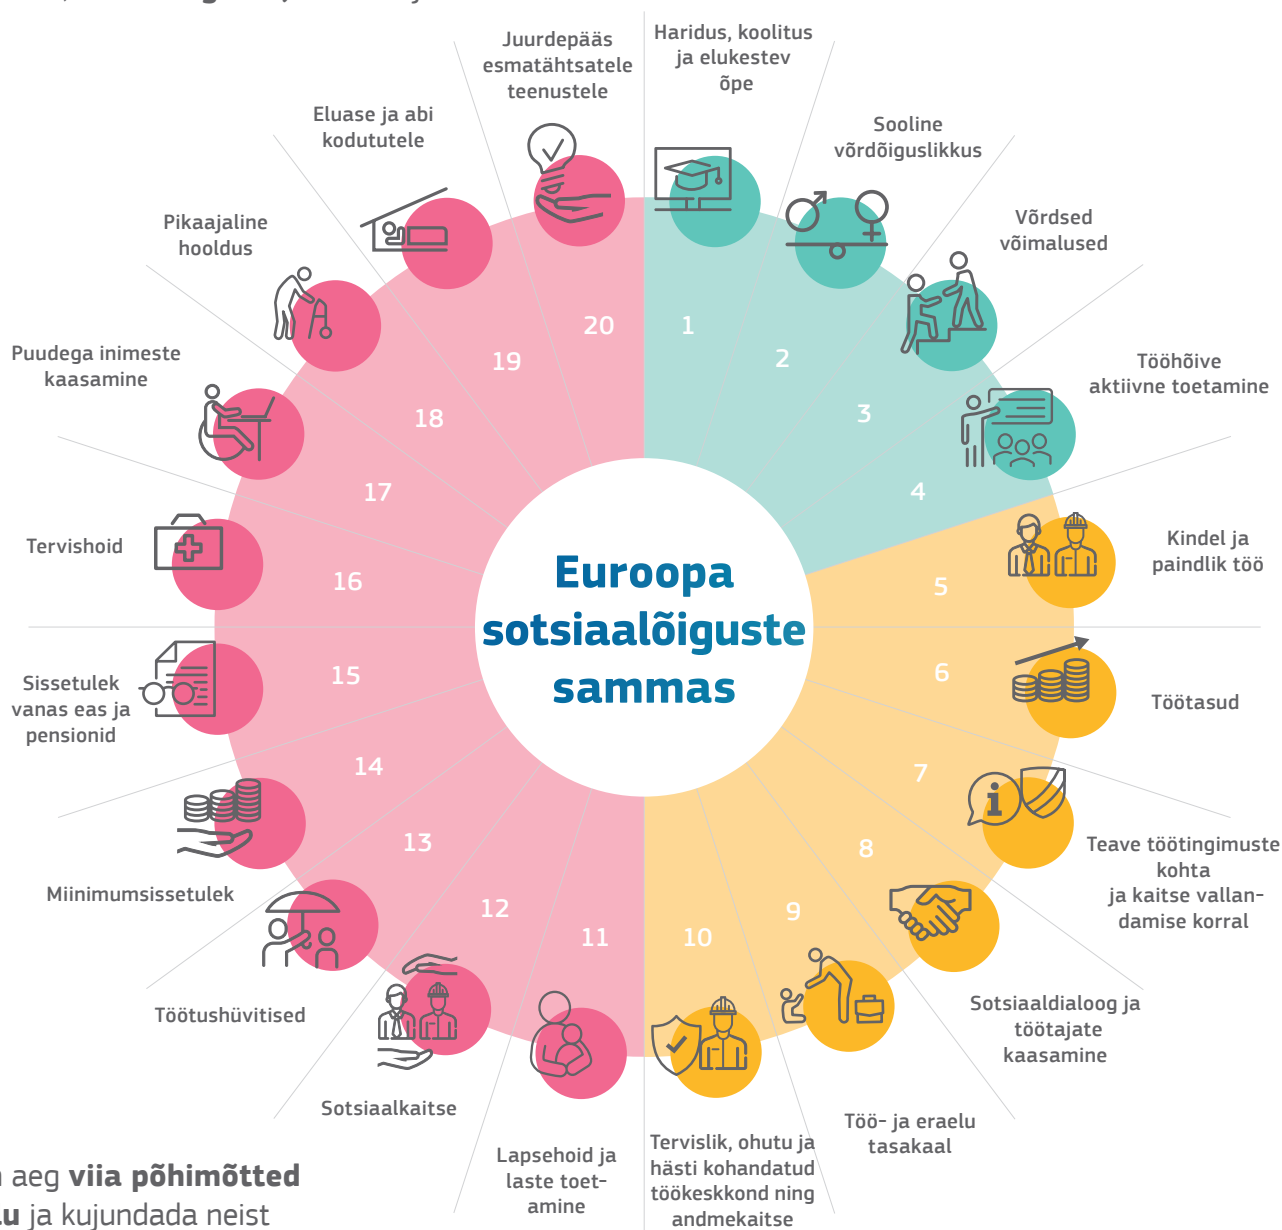 Juurdepääs
esmatähtsatele
teenustele
Haridus, koolitus
ja elukestev
õpe
Eluase ja abi
kodututele
Sooline
võrdõiguslikkus
Pikaajaline
hooldus
Võrdsed
võimalused
Puudega inimeste
kaasamine
Tööhõive
aktiivne toetamine
Tervishoid
Kindel ja
paindlik töö
Sissetulek
vanas eas ja
pensionid
Töötasud
Miinimumsissetulek
Teave töötingimuste
kohta
ja kaitse vallan-
damise korral
Töötushüvitised
Sotsiaaldialoog ja
töötajate
kaasamine
Sotsiaalkaitse
Töö- ja eraelu
tasakaal
Lapsehoid ja
laste toet-
amine
Tervislik, ohutu ja
hästi kohandatud
töökeskkond ning
andmekaitse
1
2
3
4
5
6
7
8
9
10
11
12
13
14
15
16
17
18
19
20
Euroopa
sotsiaalõiguste
sammas
aeg viia põhimõtted
ja kujundada neist